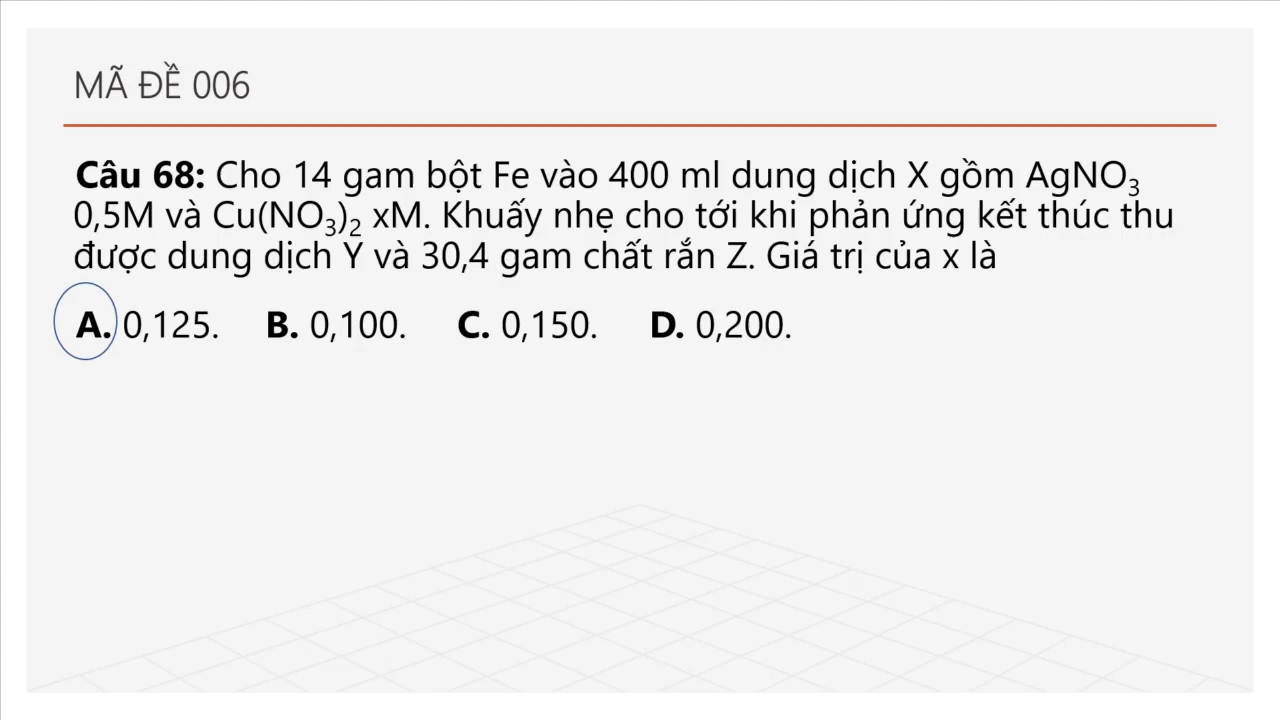 MÃ ĐỀ 006
Câu 68: Cho 14 gam bột Fe vào 400 ml dung dịch X gồm AgNO₃
0,5M và Cu(NO₃)₂ xM. Khuấy nhẹ cho tới khi phản ứng kết thúc thu
được dung dịch Y và 30,4 gam chất rắn Z. Giá trị của x là
A. 0,125. B. 0,100. C. 0,150. D. 0,200.